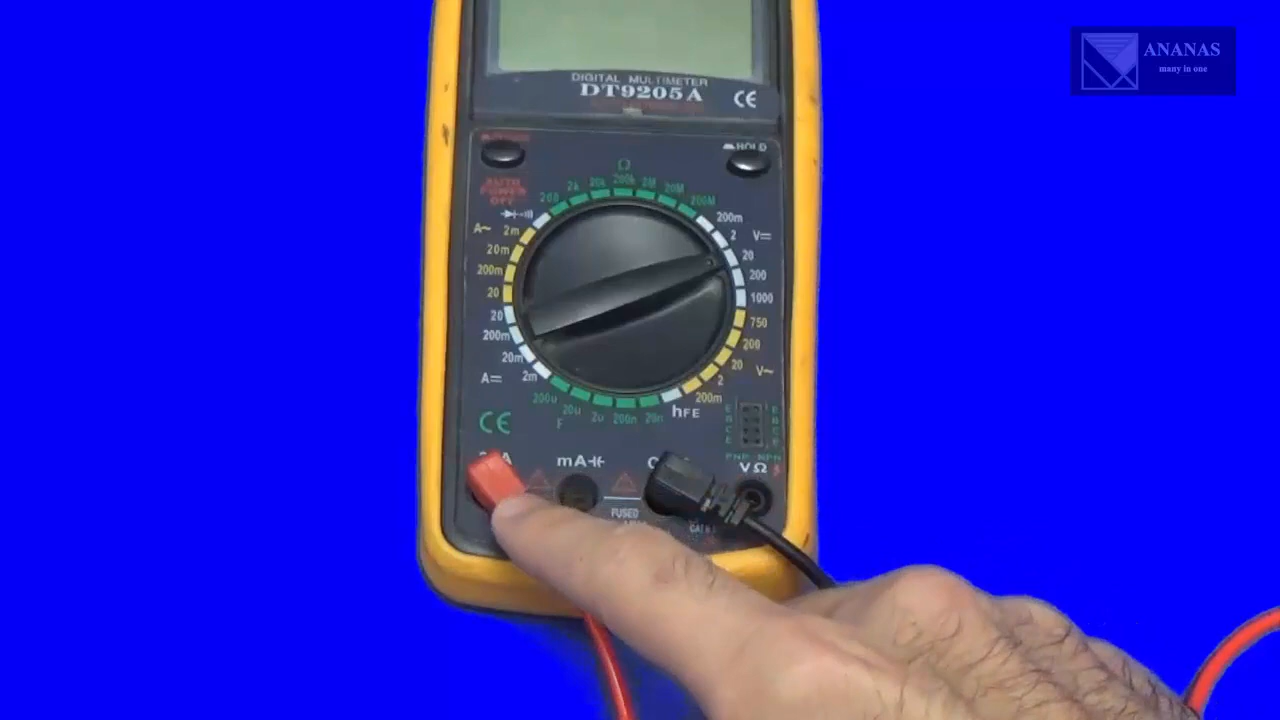 ANANAS
many in one
DIGITAL MULTIMETER
DT9205A
CE
HOLD
Ω
AUTO
POWER
OFF
200
2k
20k
200k
2M
20M
200M
200m
2
V=
20
200
1000
750
200
20
V~
2
200m
hFE
A~
2m
20m
200m
20
20
200m
20m
2m
A=
200u
20u
2u
200n
20n
F
CE
mA
VΩ
PNP NPN
E E
B B
C C
E E
FUSED